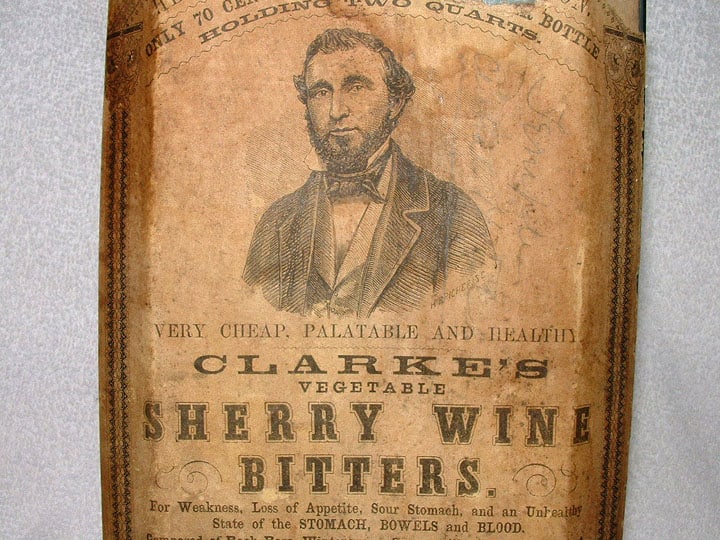 ONLY 70 CEN BOTTLE
HOLDING TWO QUARTS.
VERY CHEAP, PALATABLE AND HEALTHY.
CLARKE'S
VEGETABLE
SHERRY WINE
BITTERS.
For Weakness, Loss of Appetite, Sour Stomach, and an Unhealthy
State of the STOMACH, BOWELS and BLOOD.